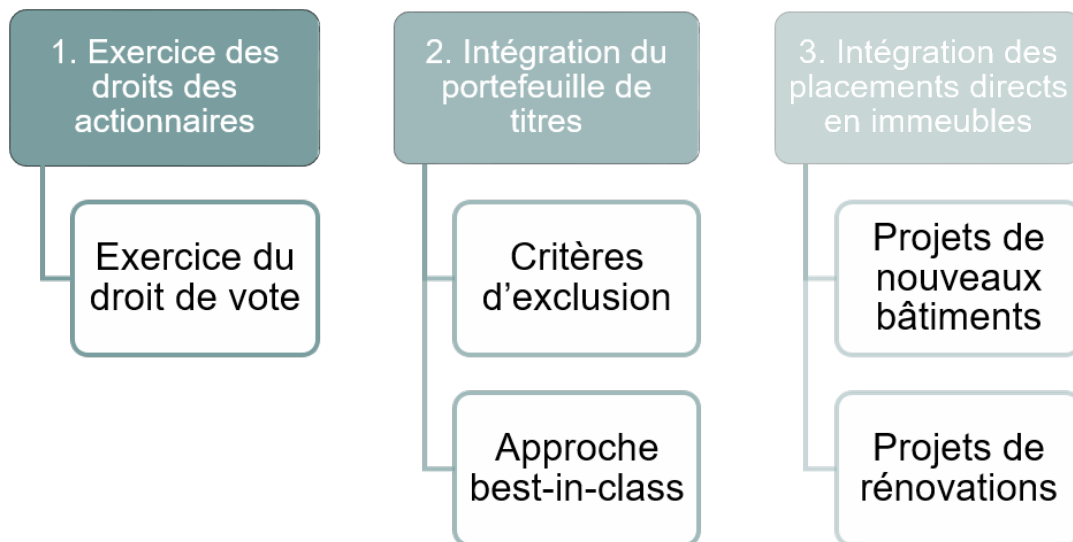 1. Exercice des
droits des
actionnaires
Exercice du
droit de vote
2. Intégration du
portefeuille de
titres
Critères
d’exclusion
Approche
best-in-class
3. Intégration des
placements directs
en immeubles
Projets de
nouveaux
bâtiments
Projets de
rénovations